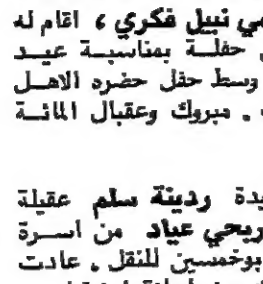 مي نبيل فكري ، اقام له
حفلة بمناسبة عيد
وسط حفل حضره الاهل
. مبروك وعقبال المائة
يدة ردينة سلم عقيلة
ريحي عياد من اسرة
بوخمسين للنقل . عادت